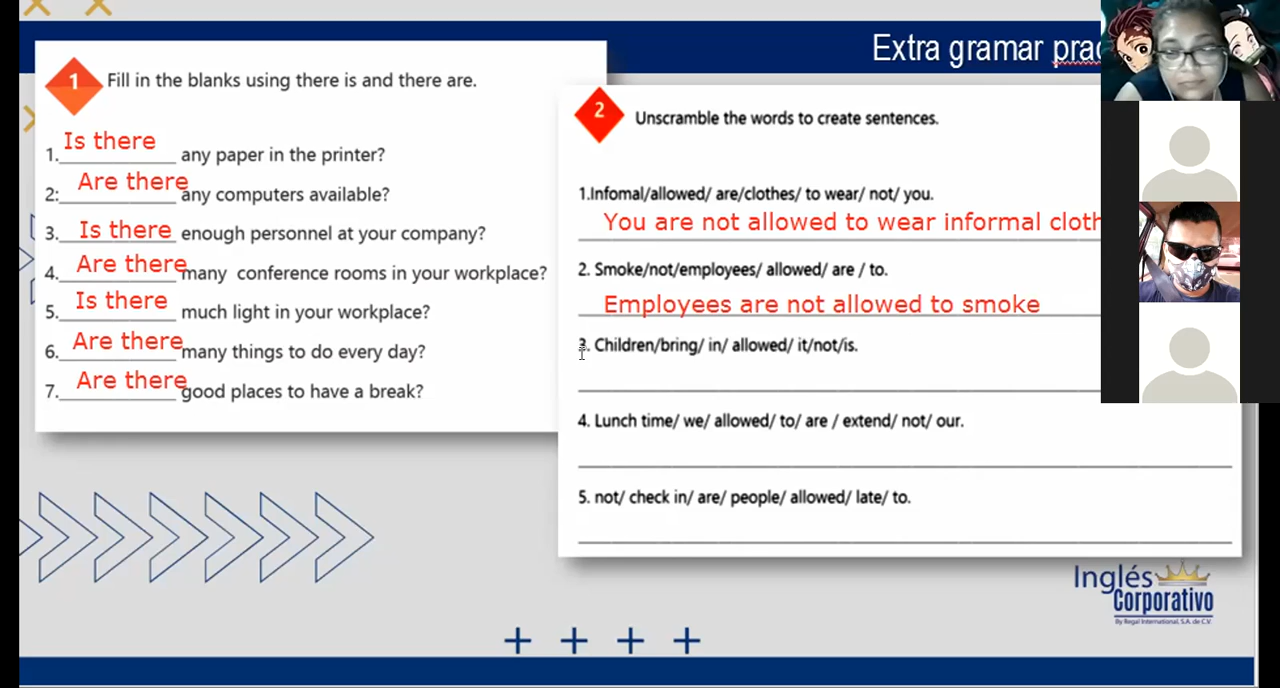 Extra gramar prac
1
Fill in the blanks using there is and there are.
1. Is there any paper in the printer?
2: Are there any computers available?
3. Is there enough personnel at your company?
4. Are there many conference rooms in your workplace?
5. Is there much light in your workplace?
6. Are there many things to do every day?
7. Are there good places to have a break?
2
Unscramble the words to create sentences.
1.Infomal/allowed/ are/clothes/ to wear/ not/ you.
You are not allowed to wear informal cloth
2. Smoke/not/employees/ allowed/ are / to.
Employees are not allowed to smoke
3. Children/bring/ in/ allowed/ it/not/is.
4. Lunch time/ we/ allowed/ to/ are / extend/ not/ our.
5. not/ check in/ are/ people/ allowed/ late/ to.
Inglés
Corporativo
By Regal International, S.A. de C.V.